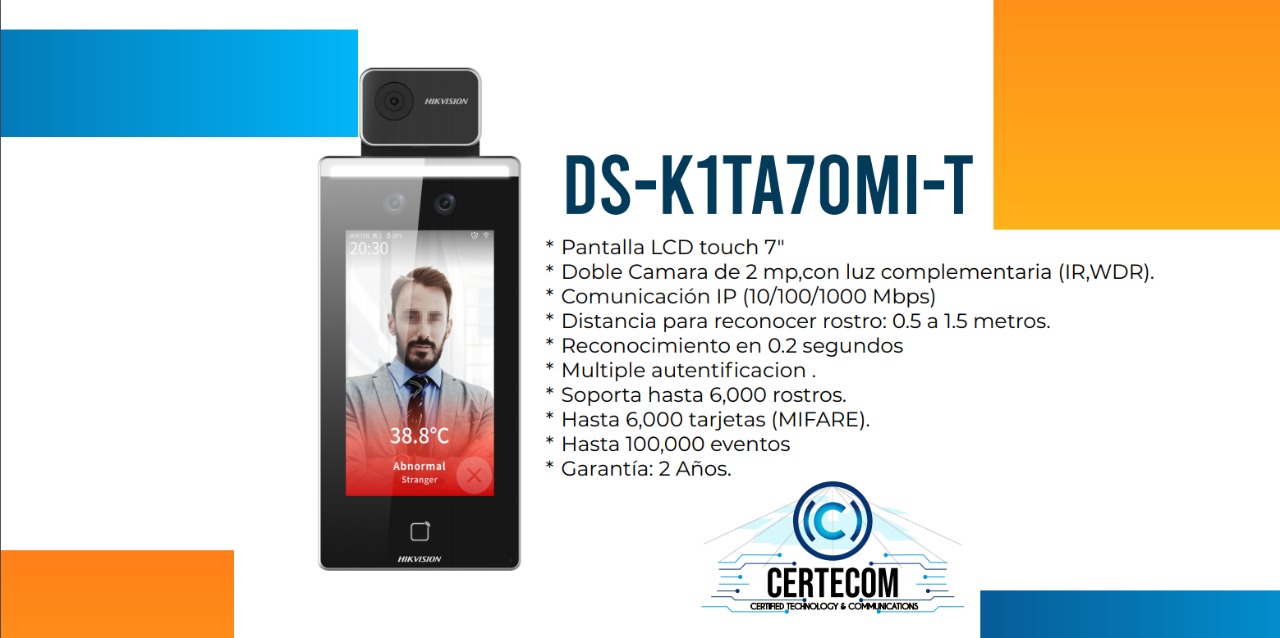 HIKVISION
DS-K1TA70MI-T
20:30
* Pantalla LCD touch 7"
* Doble Camara de 2 mp,con luz complementaria (IR,WDR).
* Comunicación IP (10/100/1000 Mbps)
* Distancia para reconocer rostro: 0.5 a 1.5 metros.
* Reconocimiento en 0.2 segundos
* Multiple autentificacion .
* Soporta hasta 6,000 rostros.
* Hasta 6,000 tarjetas (MIFARE).
* Hasta 100,000 eventos
* Garantía: 2 Años.
38.8°C
Abnormal
Stranger
HIKVISION
CERTECOM
CERTIFIED TECHNOLOGY & COMMUNICATIONS